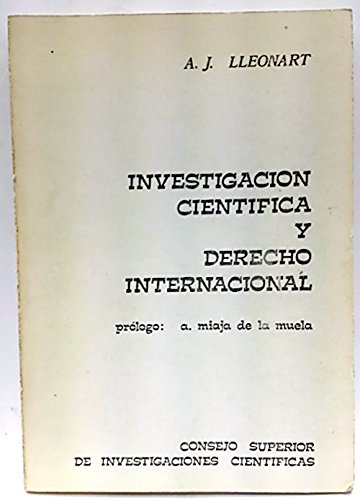 A. J. LLEONART
INVESTIGACION
CIENTIFICA
Y
DERECHO
INTERNACIONAL
prólogo: a. miaja de la muela
CONSEJO SUPERIOR
DE INVESTIGACIONES CIENTIFICAS